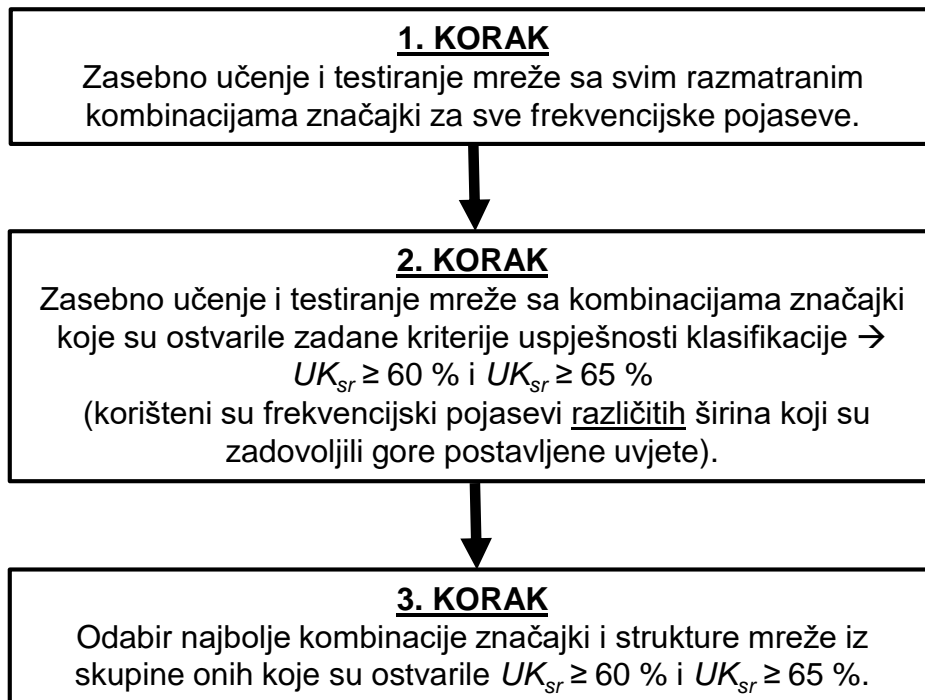 1. KORAK
Zasebno učenje i testiranje mreže sa svim razmatranim
kombinacijama značajki za sve frekvencijske pojaseve.
2. KORAK
Zasebno učenje i testiranje mreže sa kombinacijama značajki
koje su ostvarile zadane kriterije uspješnosti klasifikacije →
UKsr ≥ 60 % i UKsr ≥ 65 %
(korišteni su frekvencijski pojasevi različitih širina koji su
zadovoljili gore postavljene uvjete).
3. KORAK
Odabir najbolje kombinacije značajki i strukture mreže iz
skupine onih koje su ostvarile UKsr ≥ 60 % i UKsr ≥ 65 %.